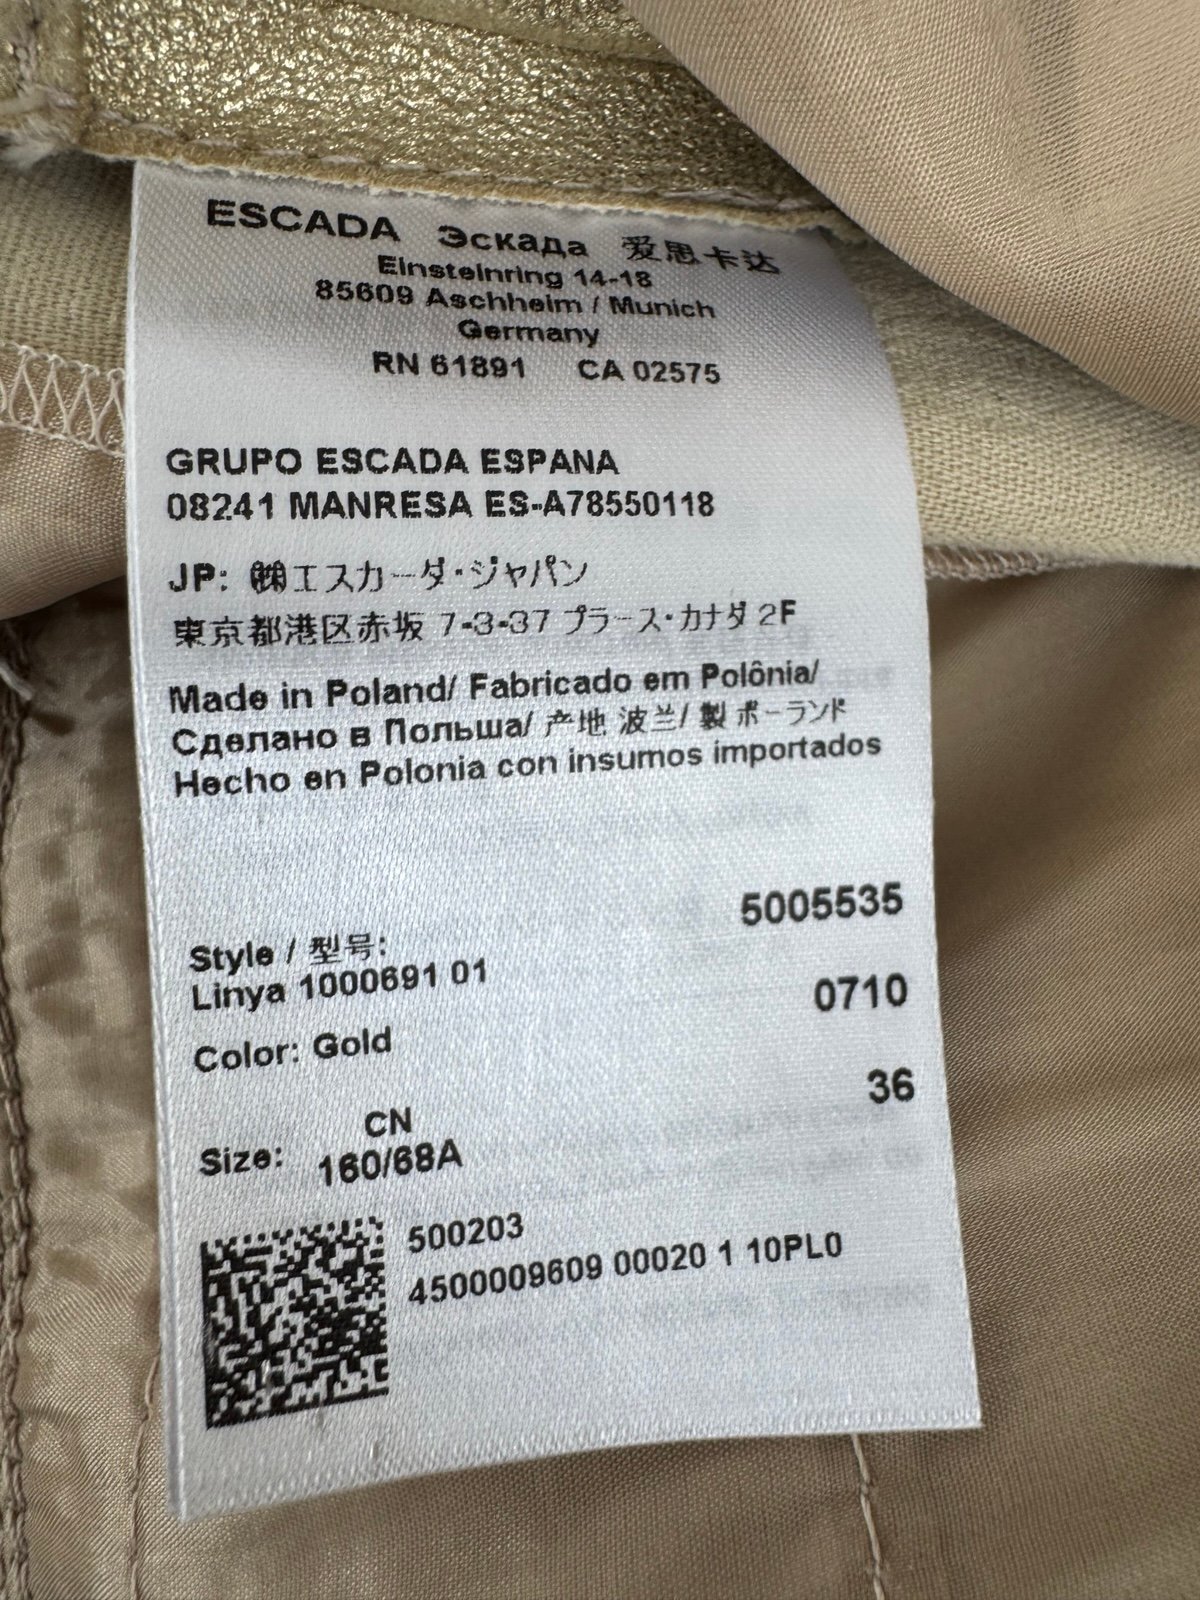 ESCADA Эскада 爱思卡达
Einsteinring 14-18
85609 Aschheim / Munich
Germany
RN 61891 CA 02575
GRUPO ESCADA ESPANA
08241 MANRESA ES-A78550118
JP: ㈱エスカーダ・ジャパン
東京都港区赤坂 7-3-37 プラース・カナダ 2F
Made in Poland/ Fabricado em Polônia/
Сделано в Польша/ 产地 波兰/ 製 ポーランド
Hecho en Polonia con insumos importados
5005535
Style / 型号:
Linya 1000691 01
0710
Color: Gold
36
CN
Size: 160/68A
500203
4500009609 00020 1 10PL0